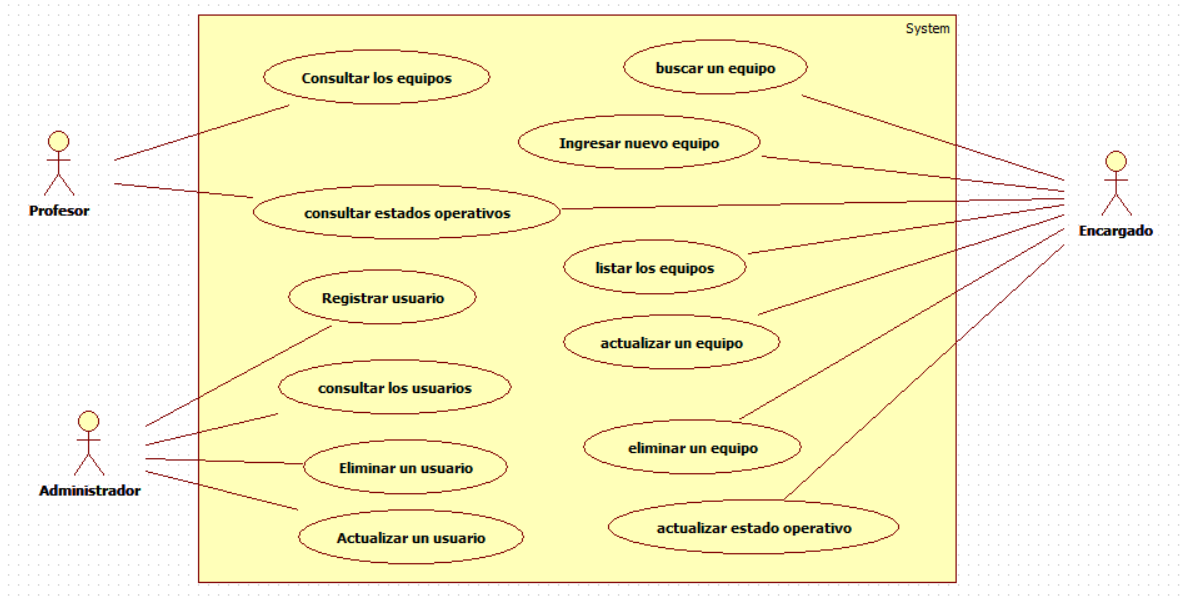 System
Consultar los equipos
buscar un equipo
Ingresar nuevo equipo
Profesor
consultar estados operativos
Encargado
listar los equipos
Registrar usuario
actualizar un equipo
consultar los usuarios
eliminar un equipo
Eliminar un usuario
Administrador
actualizar estado operativo
Actualizar un usuario